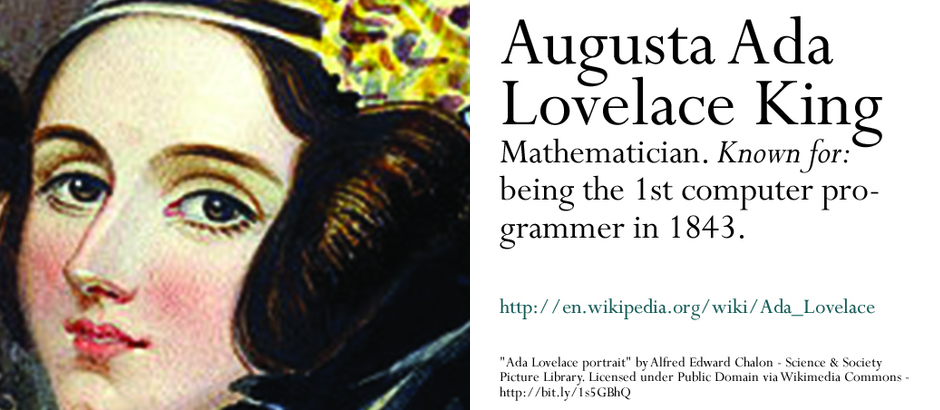 Augusta Ada
Lovelace King
Mathematician. Known for:
being the 1st computer pro-
grammer in 1843.
http://en.wikipedia.org/wiki/Ada_Lovelace
"Ada Lovelace portrait" by Alfred Edward Chalon - Science & Society
Picture Library. Licensed under Public Domain via Wikimedia Commons -
http://bit.ly/1s5GBhQ